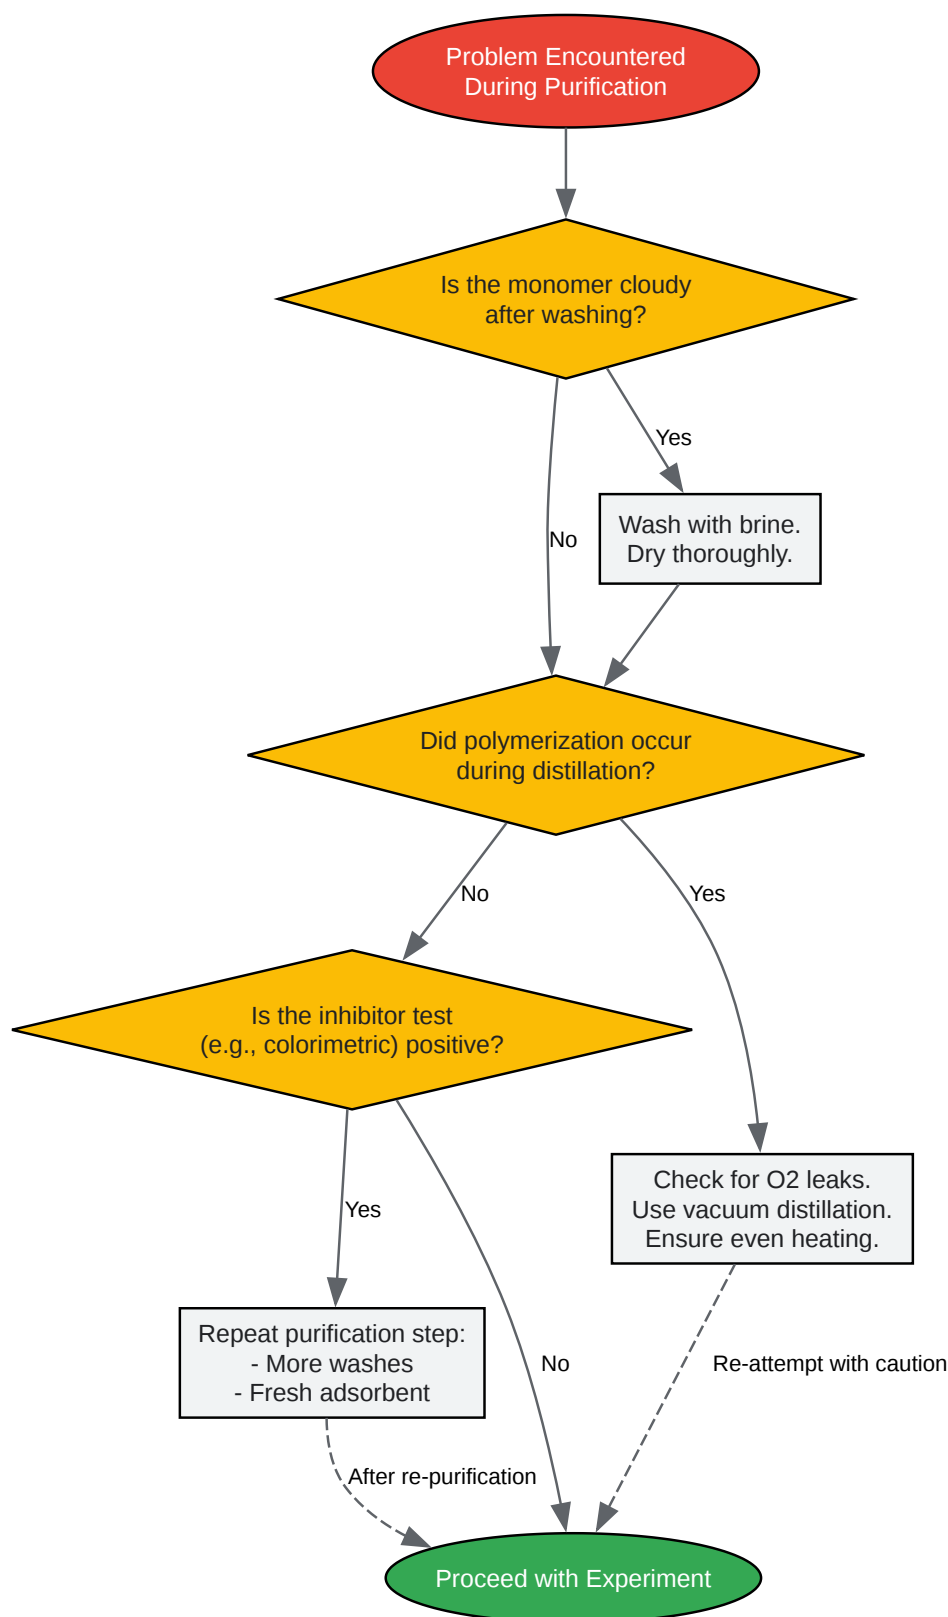 Problem Encountered
During Purification
Is the monomer cloudy
after washing?
Yes
No
Wash with brine.
Dry thoroughly.
Did polymerization occur
during distillation?
No
Yes
Is the inhibitor test
(e.g., colorimetric) positive?
Yes
Check for O2 leaks.
Use vacuum distillation.
Ensure even heating.
Repeat purification step:
- More washes
- Fresh adsorbent
No
Re-attempt with caution
After re-purification
Proceed with Experiment